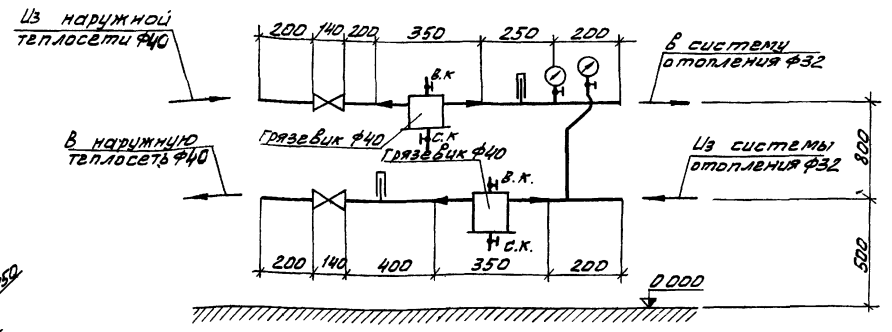 Из наружной
теплосети ф40
200 140 200 350 250 200
В систему
отопления ф32
В.К
С.К
Грязевик ф40
В наружную
теплосеть ф40
Грязевик ф40
Из системы
отопления ф32
800
В.К.
С.К.
200 140 400 350 200
500
0.000